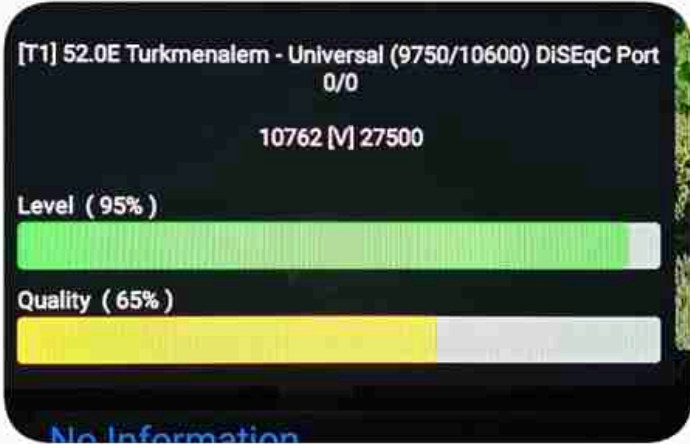 [T1] 52.0E Turkmenalem - Universal (9750/10600) DiSEqC Port
0/0
10762 [V] 27500
Level ( 95% )
Quality ( 65% )
No Information